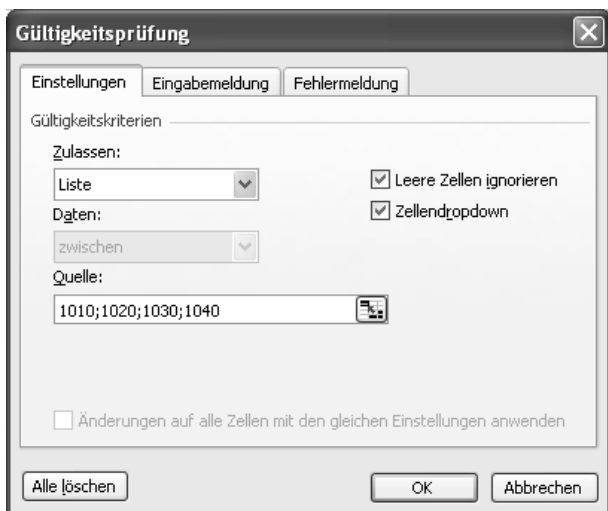 Gültigkeitsprüfung
Einstellungen Eingabemeldung Fehlermeldung
Gültigkeitskriterien
Zulassen:
Liste
Leere Zellen ignorieren
Daten:
Zellendropdown
zwischen
Quelle:
1010;1020;1030;1040
Änderungen auf alle Zellen mit den gleichen Einstellungen anwenden
Alle löschen OK Abbrechen